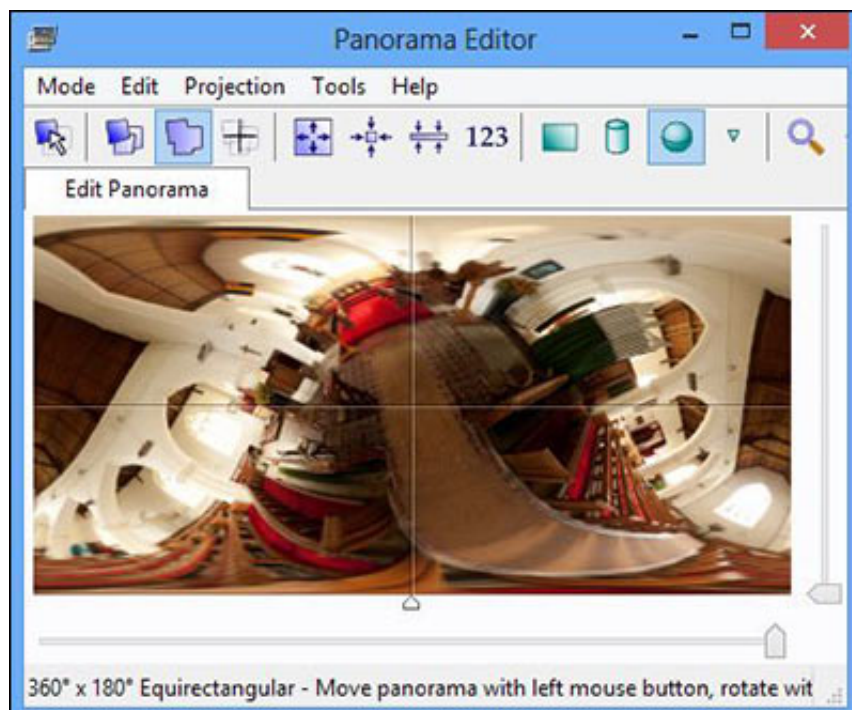 Panorama Editor
Mode Edit Projection Tools Help
123
Edit Panorama
360° x 180° Equirectangular - Move panorama with left mouse button, rotate wit